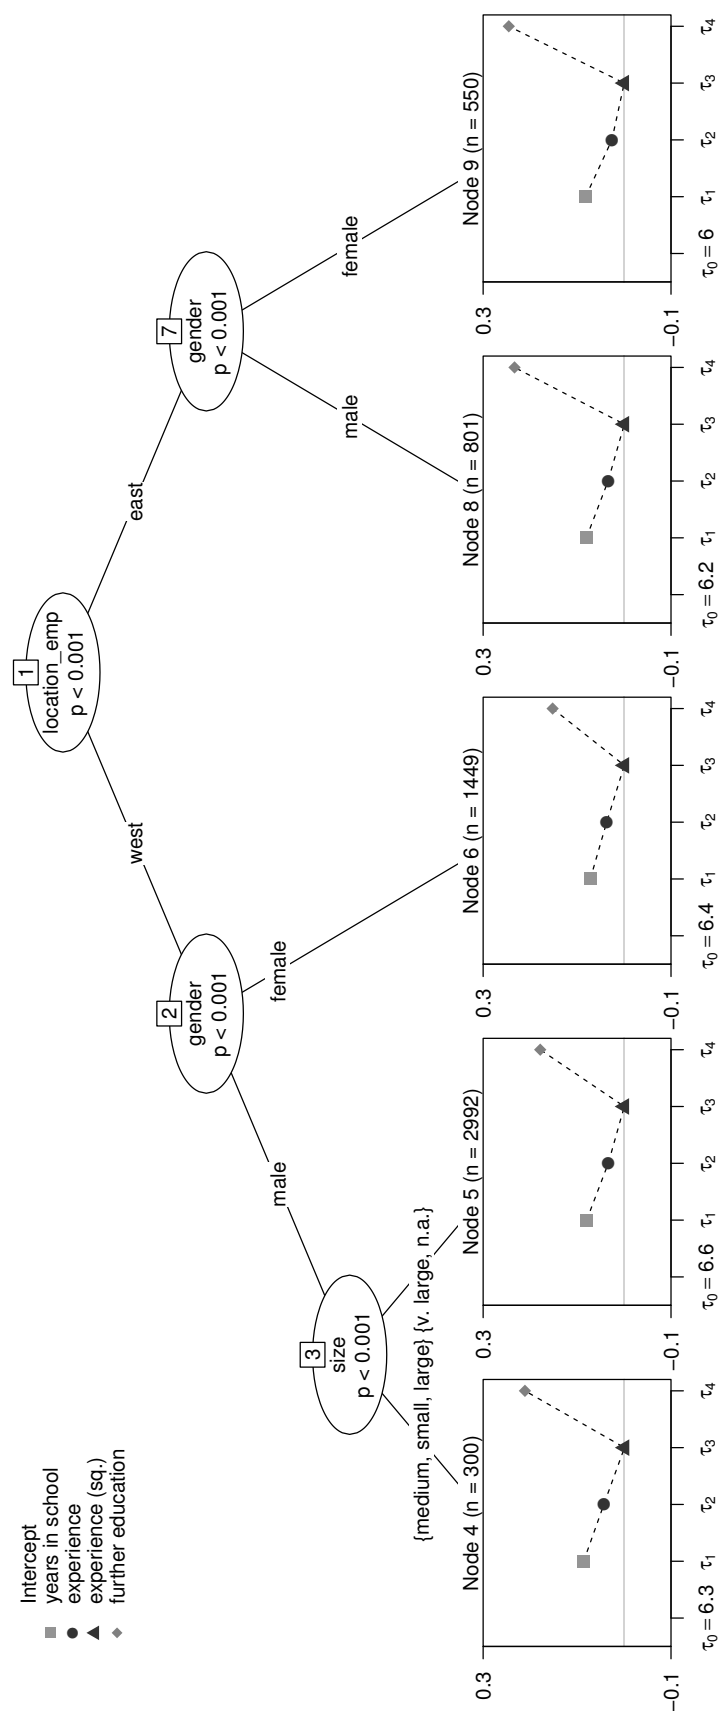 Intercept
years in school
experience
experience (sq.)
further education
1
location_emp
p < 0.001
west
east
2
gender
p < 0.001
7
gender
p < 0.001
male
female
male
female
3
size
p < 0.001
{medium, small, large} {v. large, n.a.}
Node 4 (n = 300)
0.3
−0.1
τ0 = 6.3 τ1 τ2 τ3 τ4
Node 5 (n = 2992)
0.3
−0.1
τ0 = 6.6 τ1 τ2 τ3 τ4
Node 6 (n = 1449)
0.3
−0.1
τ0 = 6.4 τ1 τ2 τ3 τ4
Node 8 (n = 801)
0.3
−0.1
τ0 = 6.2 τ1 τ2 τ3 τ4
Node 9 (n = 550)
0.3
−0.1
τ0 = 6 τ1 τ2 τ3 τ4